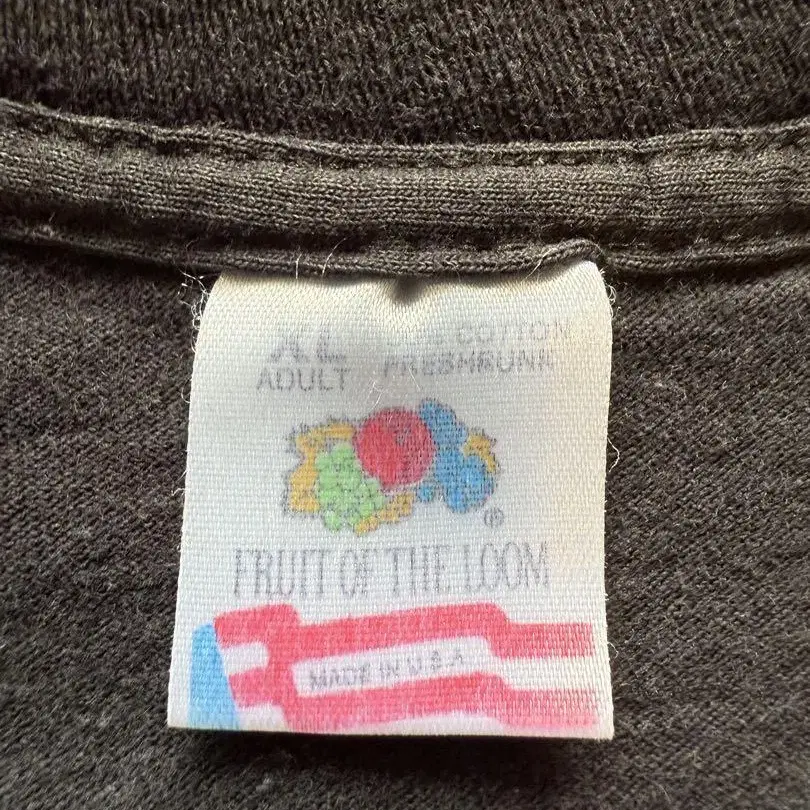 XL
COTTON
ADULT
PRESHRUNK
®
FRUIT OF THE LOOM
MADE IN U.S.A